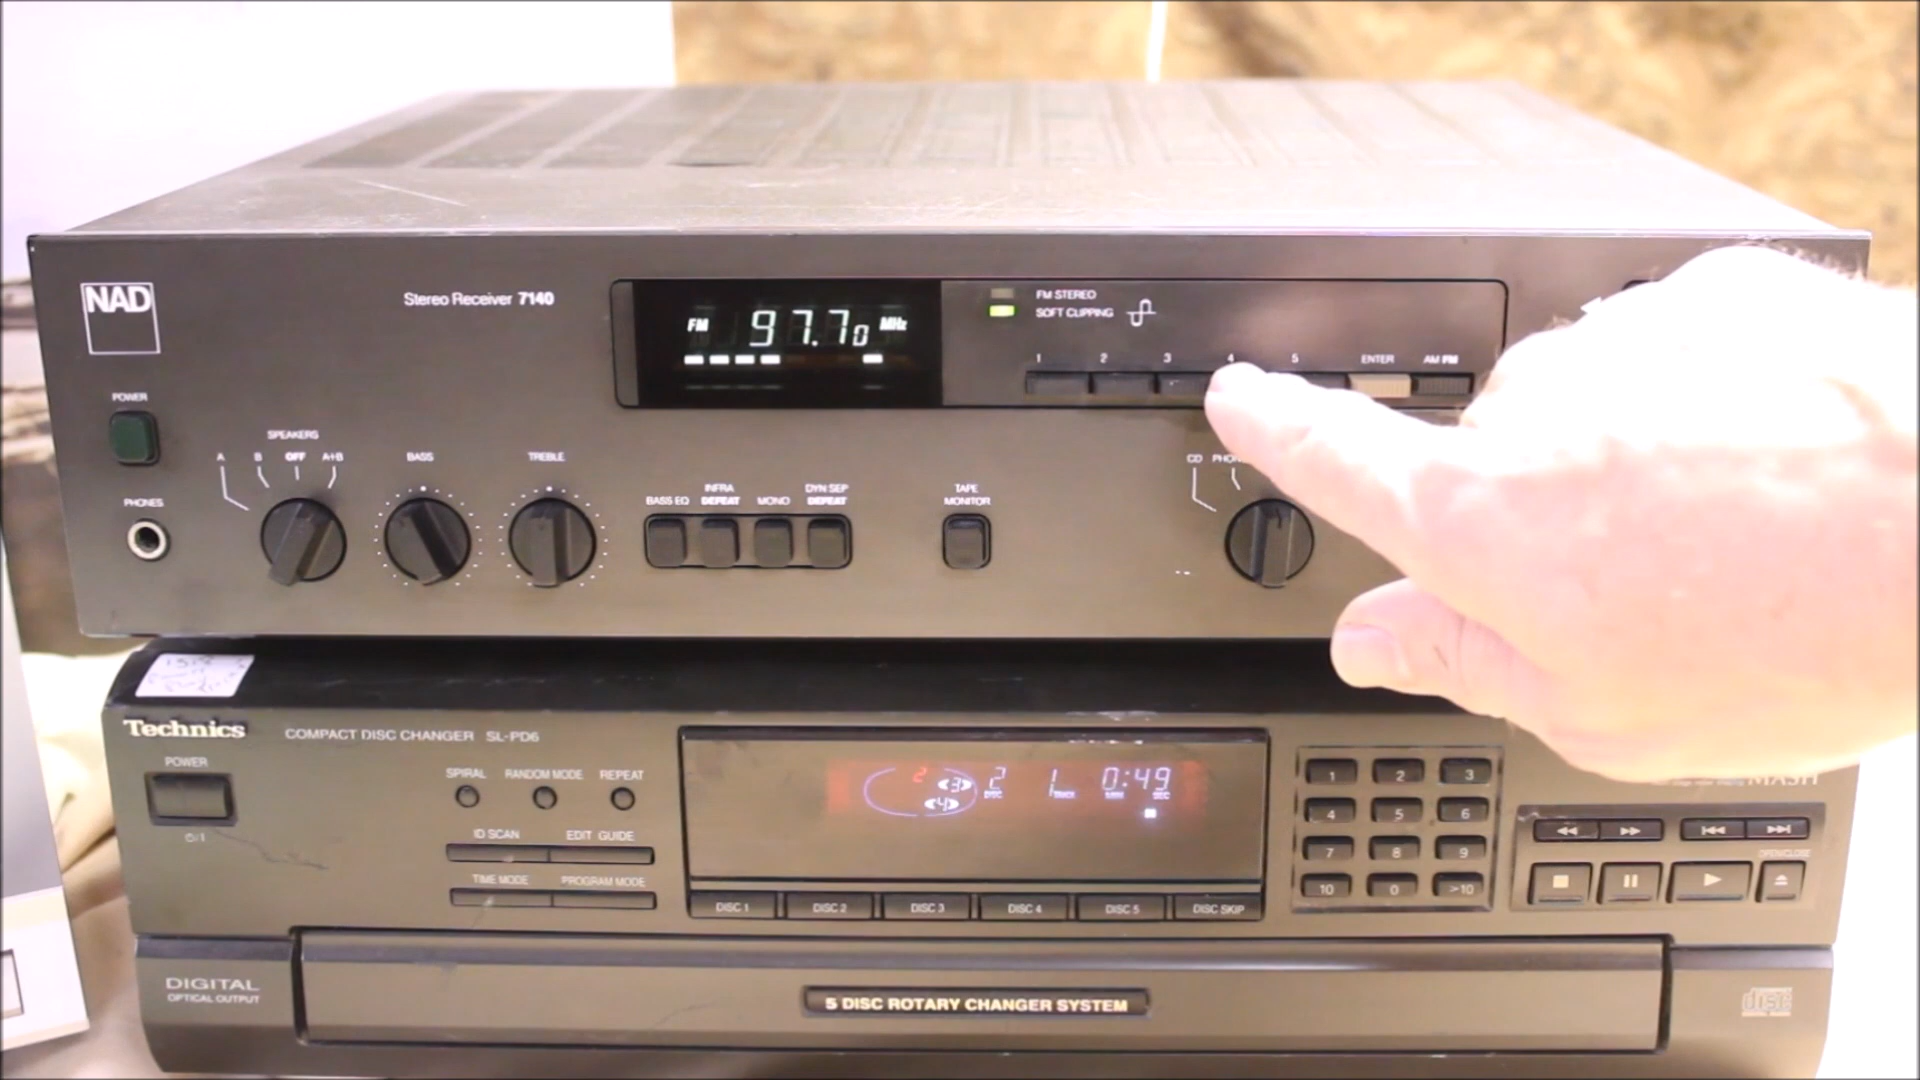 NAD
Stereo Receiver 7140
FM 97.70 MHz
FM STEREO
SOFT CLIPPING
1 2 3 4 5 ENTER AM FM
POWER
SPEAKERS
A B OFF A+B
BASS
TREBLE
PHONES
BASS EQ
INFRA DEFEAT
MONO
DYN SEP DEFEAT
TAPE MONITOR
CD
Technics
COMPACT DISC CHANGER SL-PD6
POWER
SPIRAL RANDOM MODE REPEAT
ID SCAN EDIT GUIDE
TIME MODE PROGRAM MODE
2 3 4
2 1 0:49
DISC TRACK MIN SEC
DISC 1 DISC 2 DISC 3 DISC 4 DISC 5 DISC SKIP
1 2 3
4 5 6
7 8 9
10 0 >10
MASH
OPEN/CLOSE
DIGITAL
OPTICAL OUTPUT
5 DISC ROTARY CHANGER SYSTEM
disc